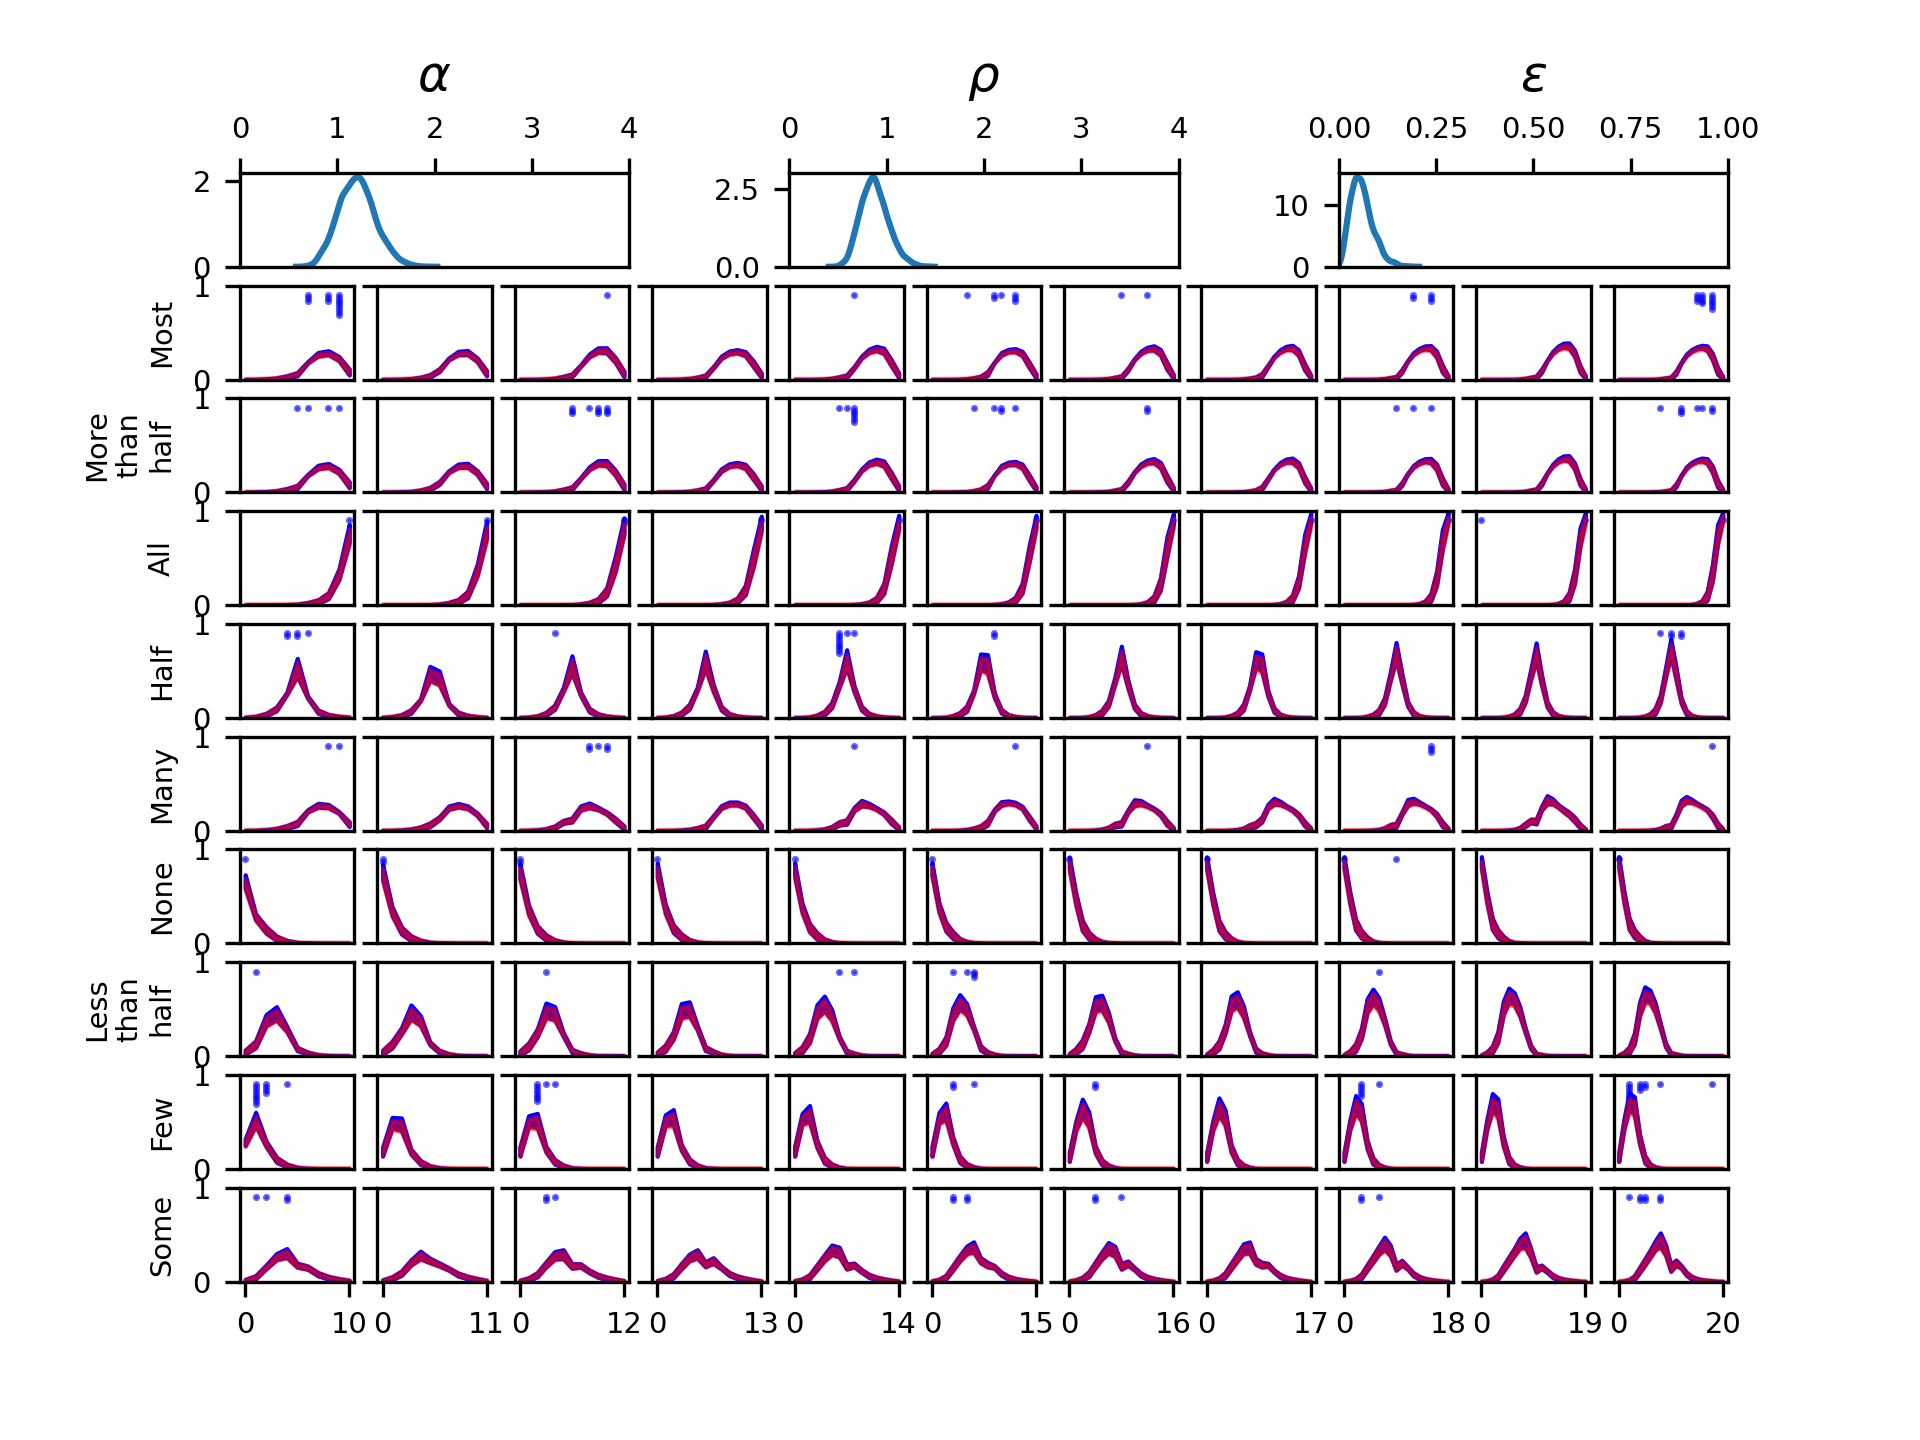 α ρ ε
0 1 2 3 4 0 1 2 3 4 0.00 0.25 0.50 0.75 1.00
2 0 2.5 0.0 10 0
Most 1 0
More than half 1 0
All 1 0
Half 1 0
Many 1 0
None 1 0
Less than half 1 0
Few 1 0
Some 1 0
0 10 0 11 0 12 0 13 0 14 0 15 0 16 0 17 0 18 0 19 0 20